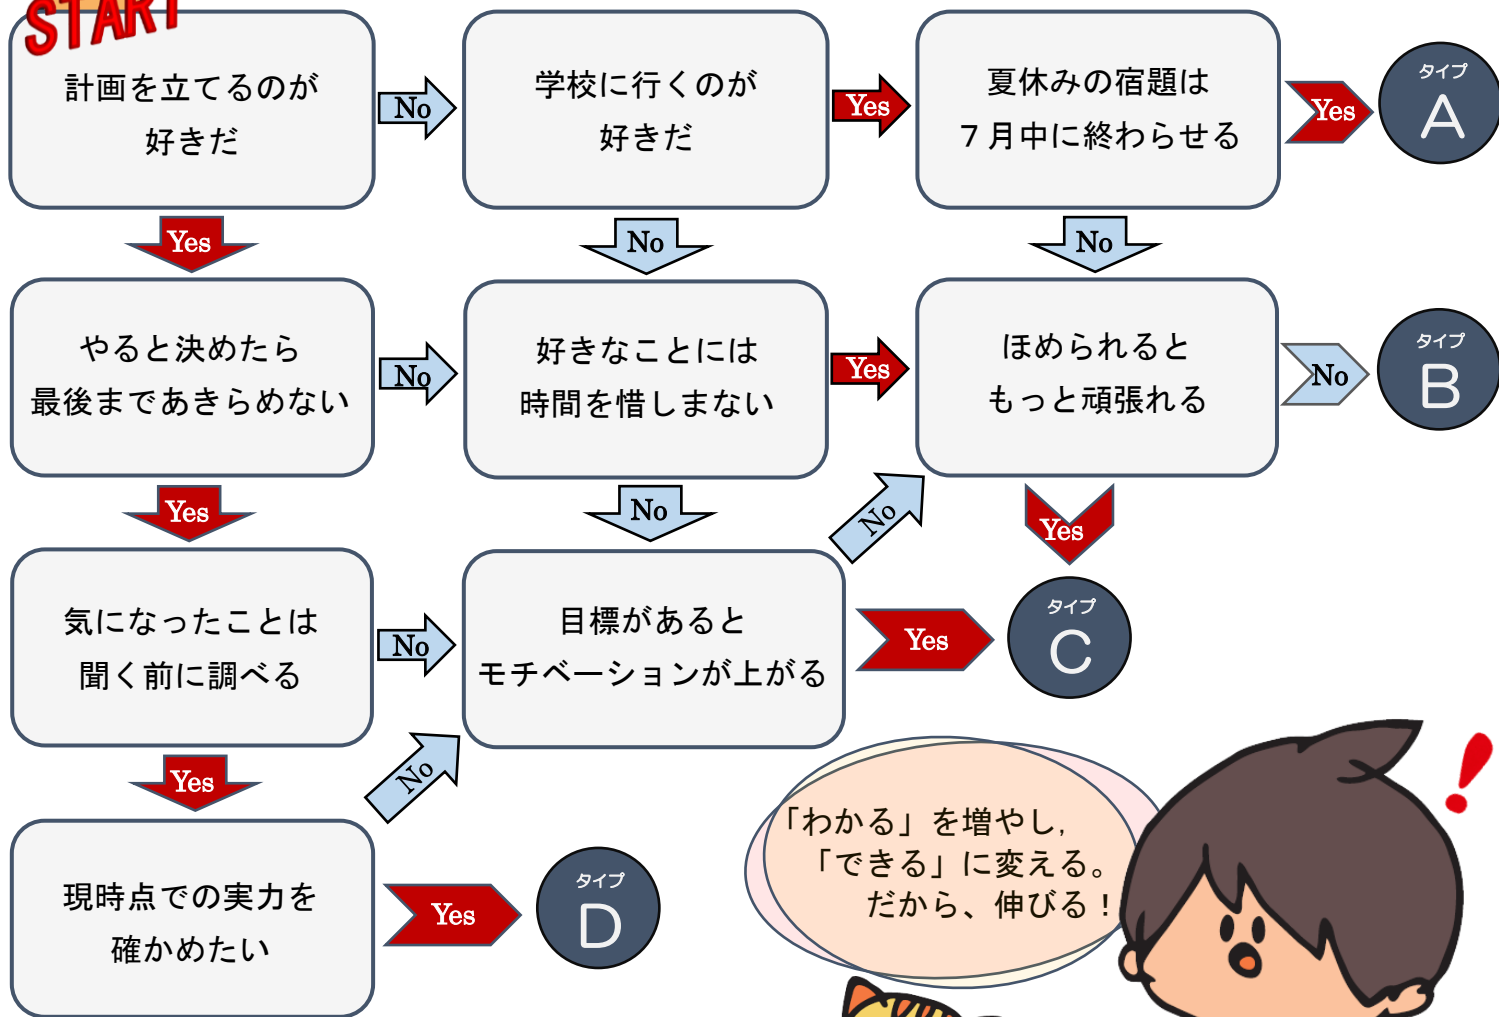 START
計画を立てるのが
好きだ
No
学校に行くのが
好きだ
Yes
夏休みの宿題は
７月中に終わらせる
Yes
タイプ
A
Yes
No
No
やると決めたら
最後まであきらめない
No
好きなことには
時間を惜しまない
Yes
ほめられると
もっと頑張れる
No
タイプ
B
Yes
No
No
Yes
気になったことは
聞く前に調べる
No
目標があると
モチベーションが上がる
Yes
タイプ
C
Yes
No
現時点での実力を
確かめたい
Yes
タイプ
D
「わかる」を増やし,
「できる」に変える。
だから、伸びる！